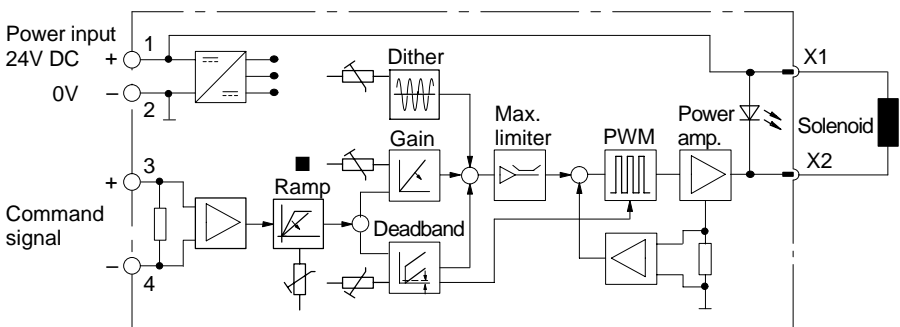 Power input
24V DC
+
1
0V
−
2
Dither
Gain
Max.
limiter
PWM
Power
amp.
X1
Solenoid
X2
3
+
Command
signal
−
4
Ramp
Deadband